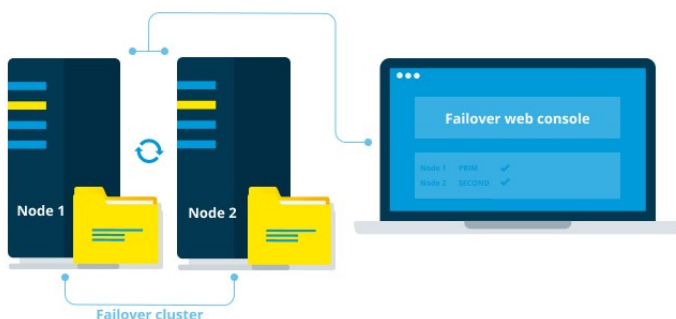 Failover web console
Node 1 PRIM
Node 2 SECOND
Node 1
Node 2
Failover cluster